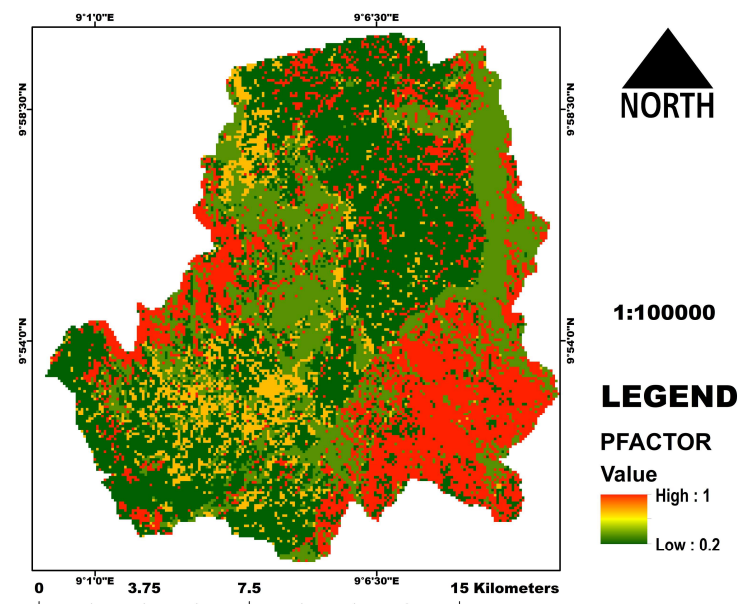 9°1'0"E 9°6'30"E
NORTH
9°58'30"N 9°58'30"N
1:100000
9°54'0"N 9°54'0"N
LEGEND
PFACTOR
Value
High : 1
Low : 0.2
9°1'0"E 9°6'30"E
0 3.75 7.5 15 Kilometers